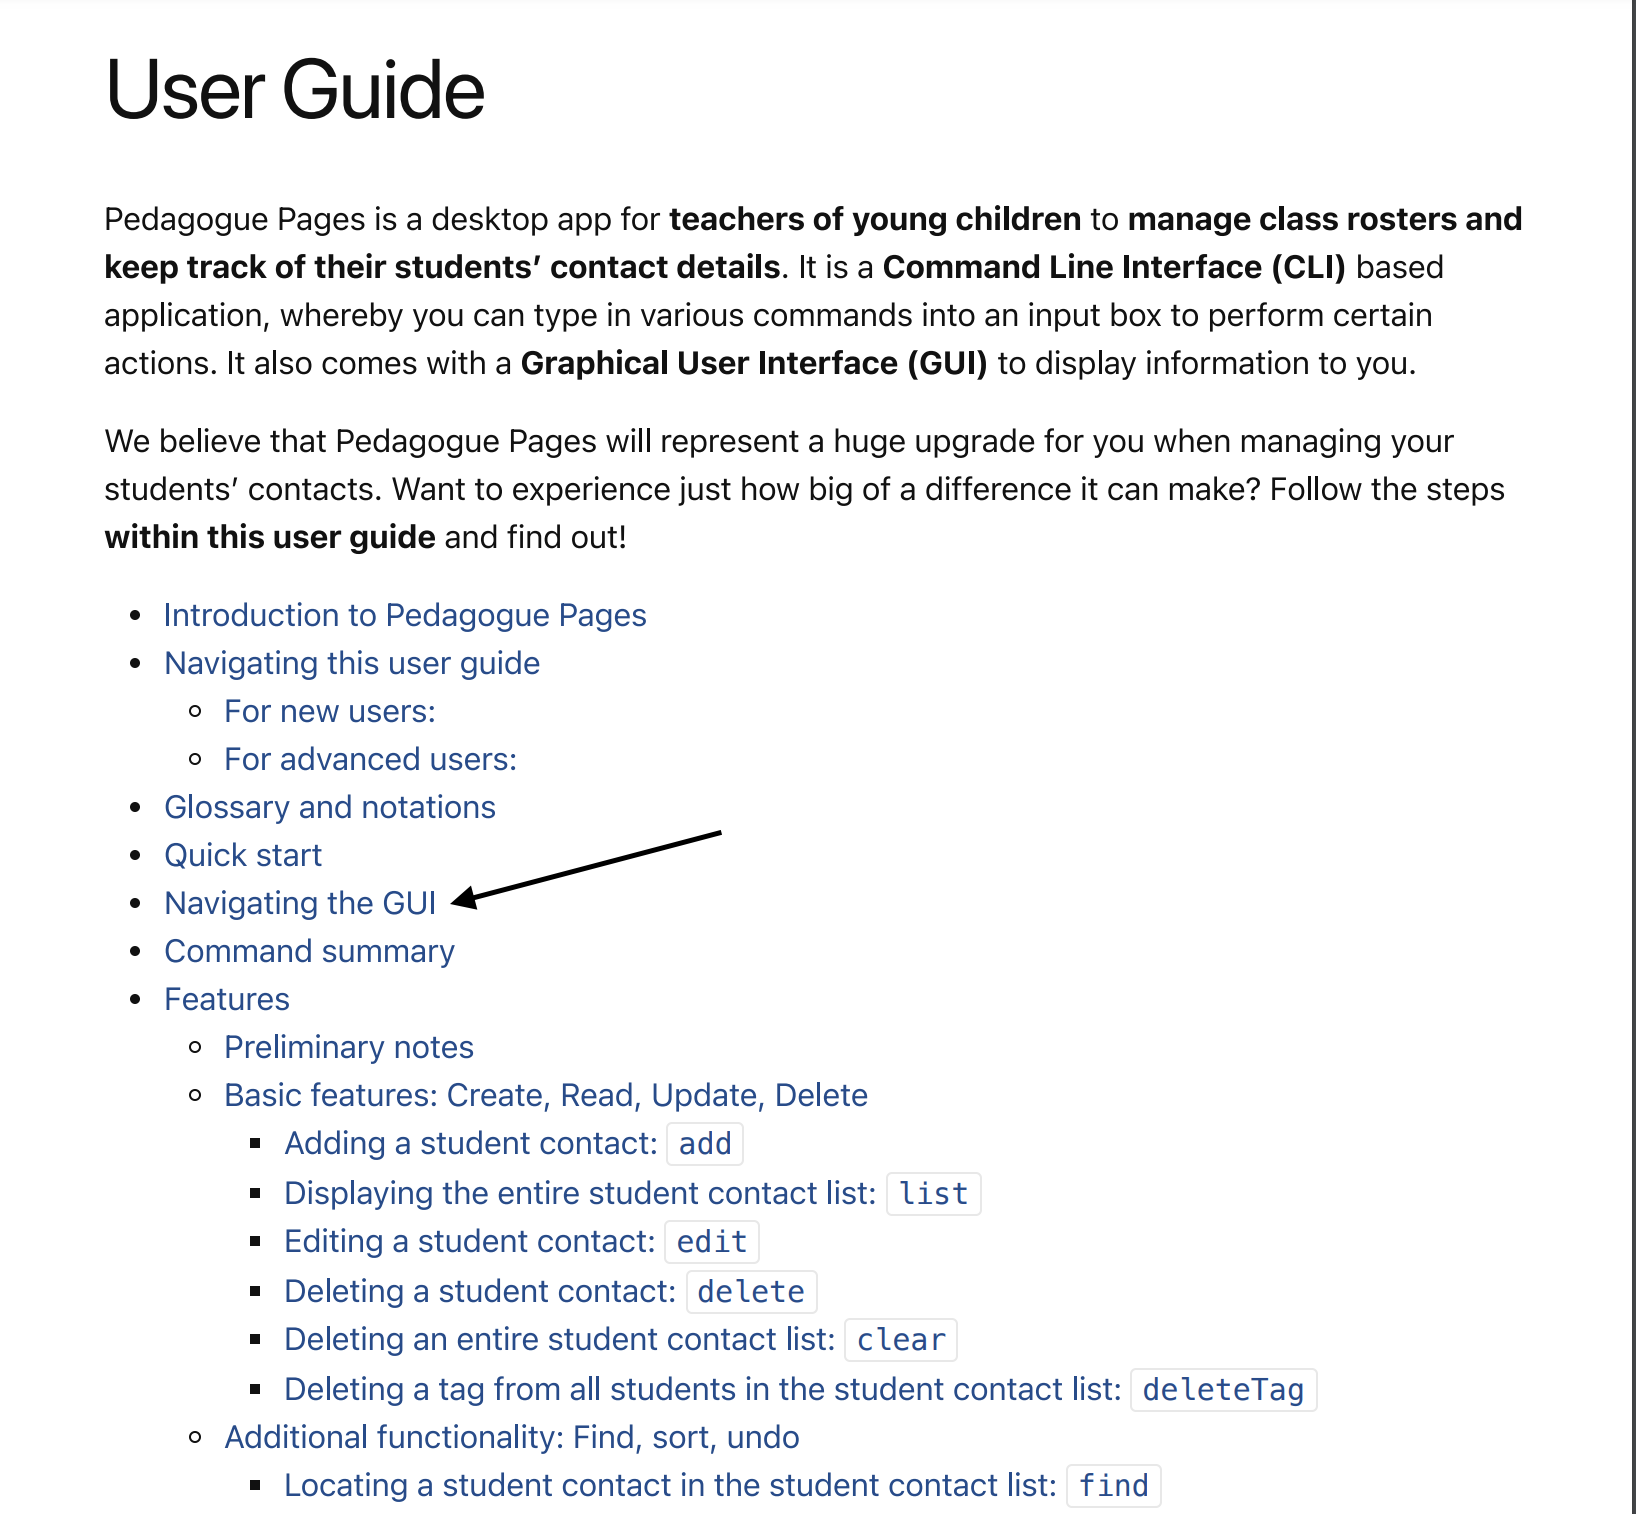 User Guide
Pedagogue Pages is a desktop app for teachers of young children to manage class rosters and
keep track of their students’ contact details. It is a Command Line Interface (CLI) based
application, whereby you can type in various commands into an input box to perform certain
actions. It also comes with a Graphical User Interface (GUI) to display information to you.
We believe that Pedagogue Pages will represent a huge upgrade for you when managing your
students’ contacts. Want to experience just how big of a difference it can make? Follow the steps
within this user guide and find out!
Introduction to Pedagogue Pages
Navigating this user guide
For new users:
For advanced users:
Glossary and notations
Quick start
Navigating the GUI
Command summary
Features
Preliminary notes
Basic features: Create, Read, Update, Delete
Adding a student contact: add
Displaying the entire student contact list: list
Editing a student contact: edit
Deleting a student contact: delete
Deleting an entire student contact list: clear
Deleting a tag from all students in the student contact list: deleteTag
Additional functionality: Find, sort, undo
Locating a student contact in the student contact list: find